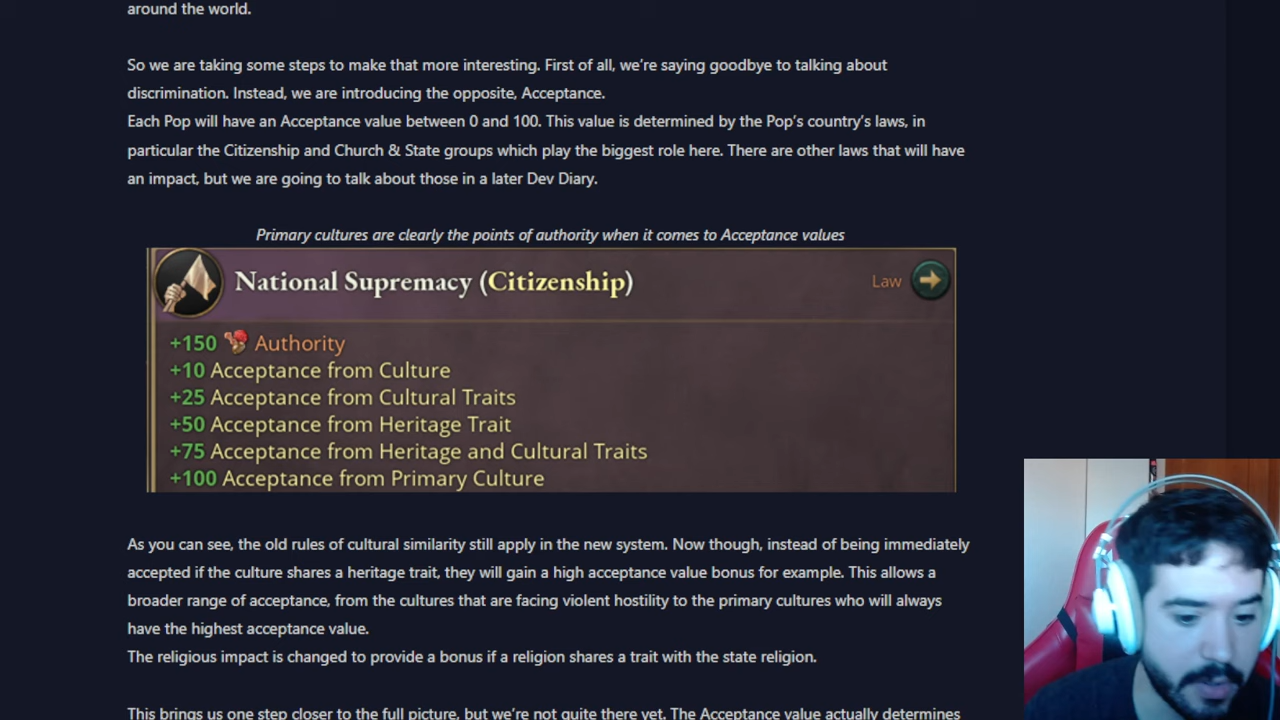 around the world.
So we are taking some steps to make that more interesting. First of all, we're saying goodbye to talking about
discrimination. Instead, we are introducing the opposite, Acceptance.
Each Pop will have an Acceptance value between 0 and 100. This value is determined by the Pop's country's laws, in
particular the Citizenship and Church & State groups which play the biggest role here. There are other laws that will have
an impact, but we are going to talk about those in a later Dev Diary.
Primary cultures are clearly the points of authority when it comes to Acceptance values
National Supremacy (Citizenship)
Law
+150 Authority
+10 Acceptance from Culture
+25 Acceptance from Cultural Traits
+50 Acceptance from Heritage Trait
+75 Acceptance from Heritage and Cultural Traits
+100 Acceptance from Primary Culture
As you can see, the old rules of cultural similarity still apply in the new system. Now though, instead of being immediately
accepted if the culture shares a heritage trait, they will gain a high acceptance value bonus for example. This allows a
broader range of acceptance, from the cultures that are facing violent hostility to the primary cultures who will always
have the highest acceptance value.
The religious impact is changed to provide a bonus if a religion shares a trait with the state religion.
This brings us one step closer to the full picture, but we're not quite there yet. The Acceptance value actually determines